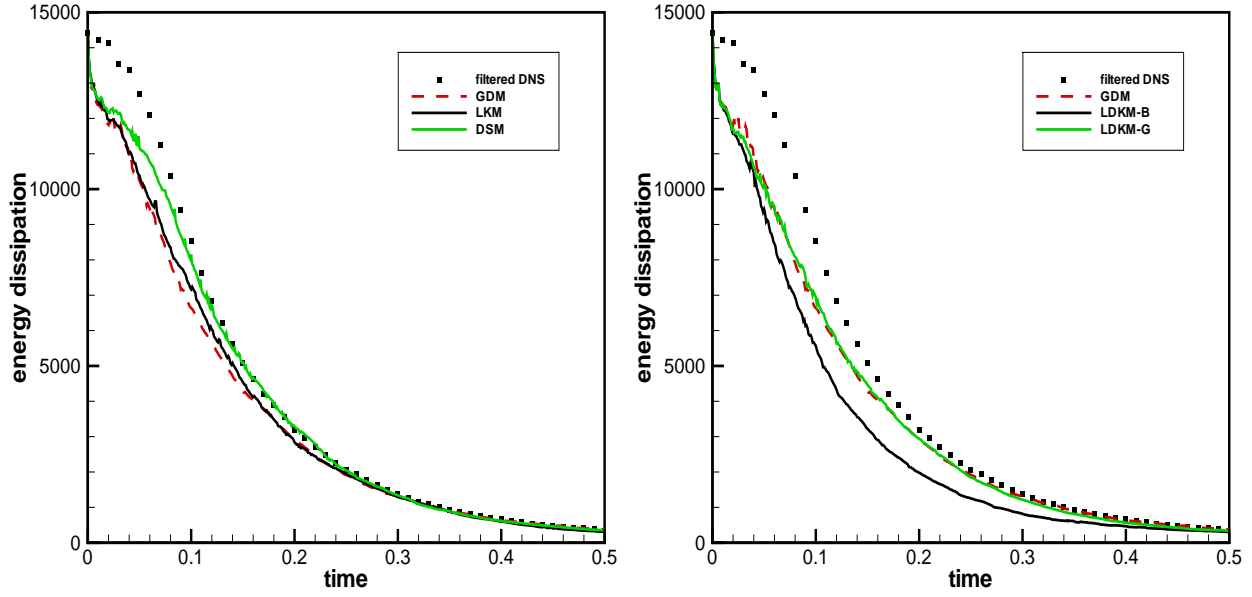 15000
10000
5000
0
0
0.1
0.2
0.3
0.4
0.5
time
energy dissipation
filtered DNS
GDM
LKM
DSM
15000
10000
5000
0
0
0.1
0.2
0.3
0.4
0.5
time
energy dissipation
filtered DNS
GDM
LDKM-B
LDKM-G